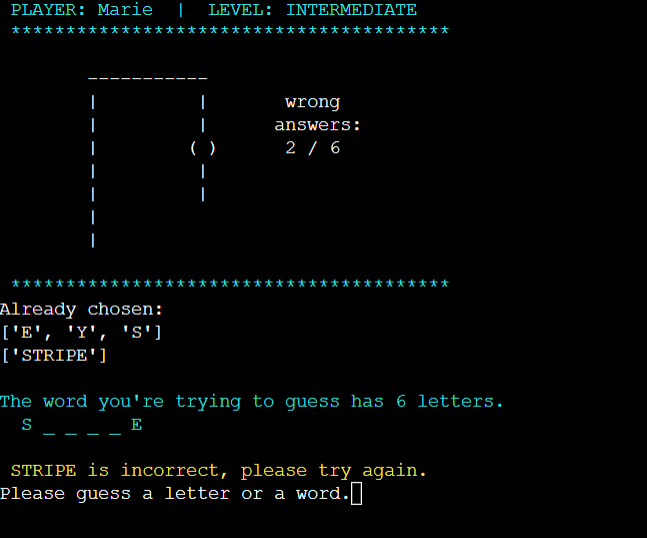 PLAYER: Marie | LEVEL: INTERMEDIATE
****************************************
-----------
| | wrong
| | answers:
| ( ) 2 / 6
| |
| |
|
|
****************************************
Already chosen:
['E', 'Y', 'S']
['STRIPE']
The word you're trying to guess has 6 letters.
S _ _ _ _ E
STRIPE is incorrect, please try again.
Please guess a letter or a word.